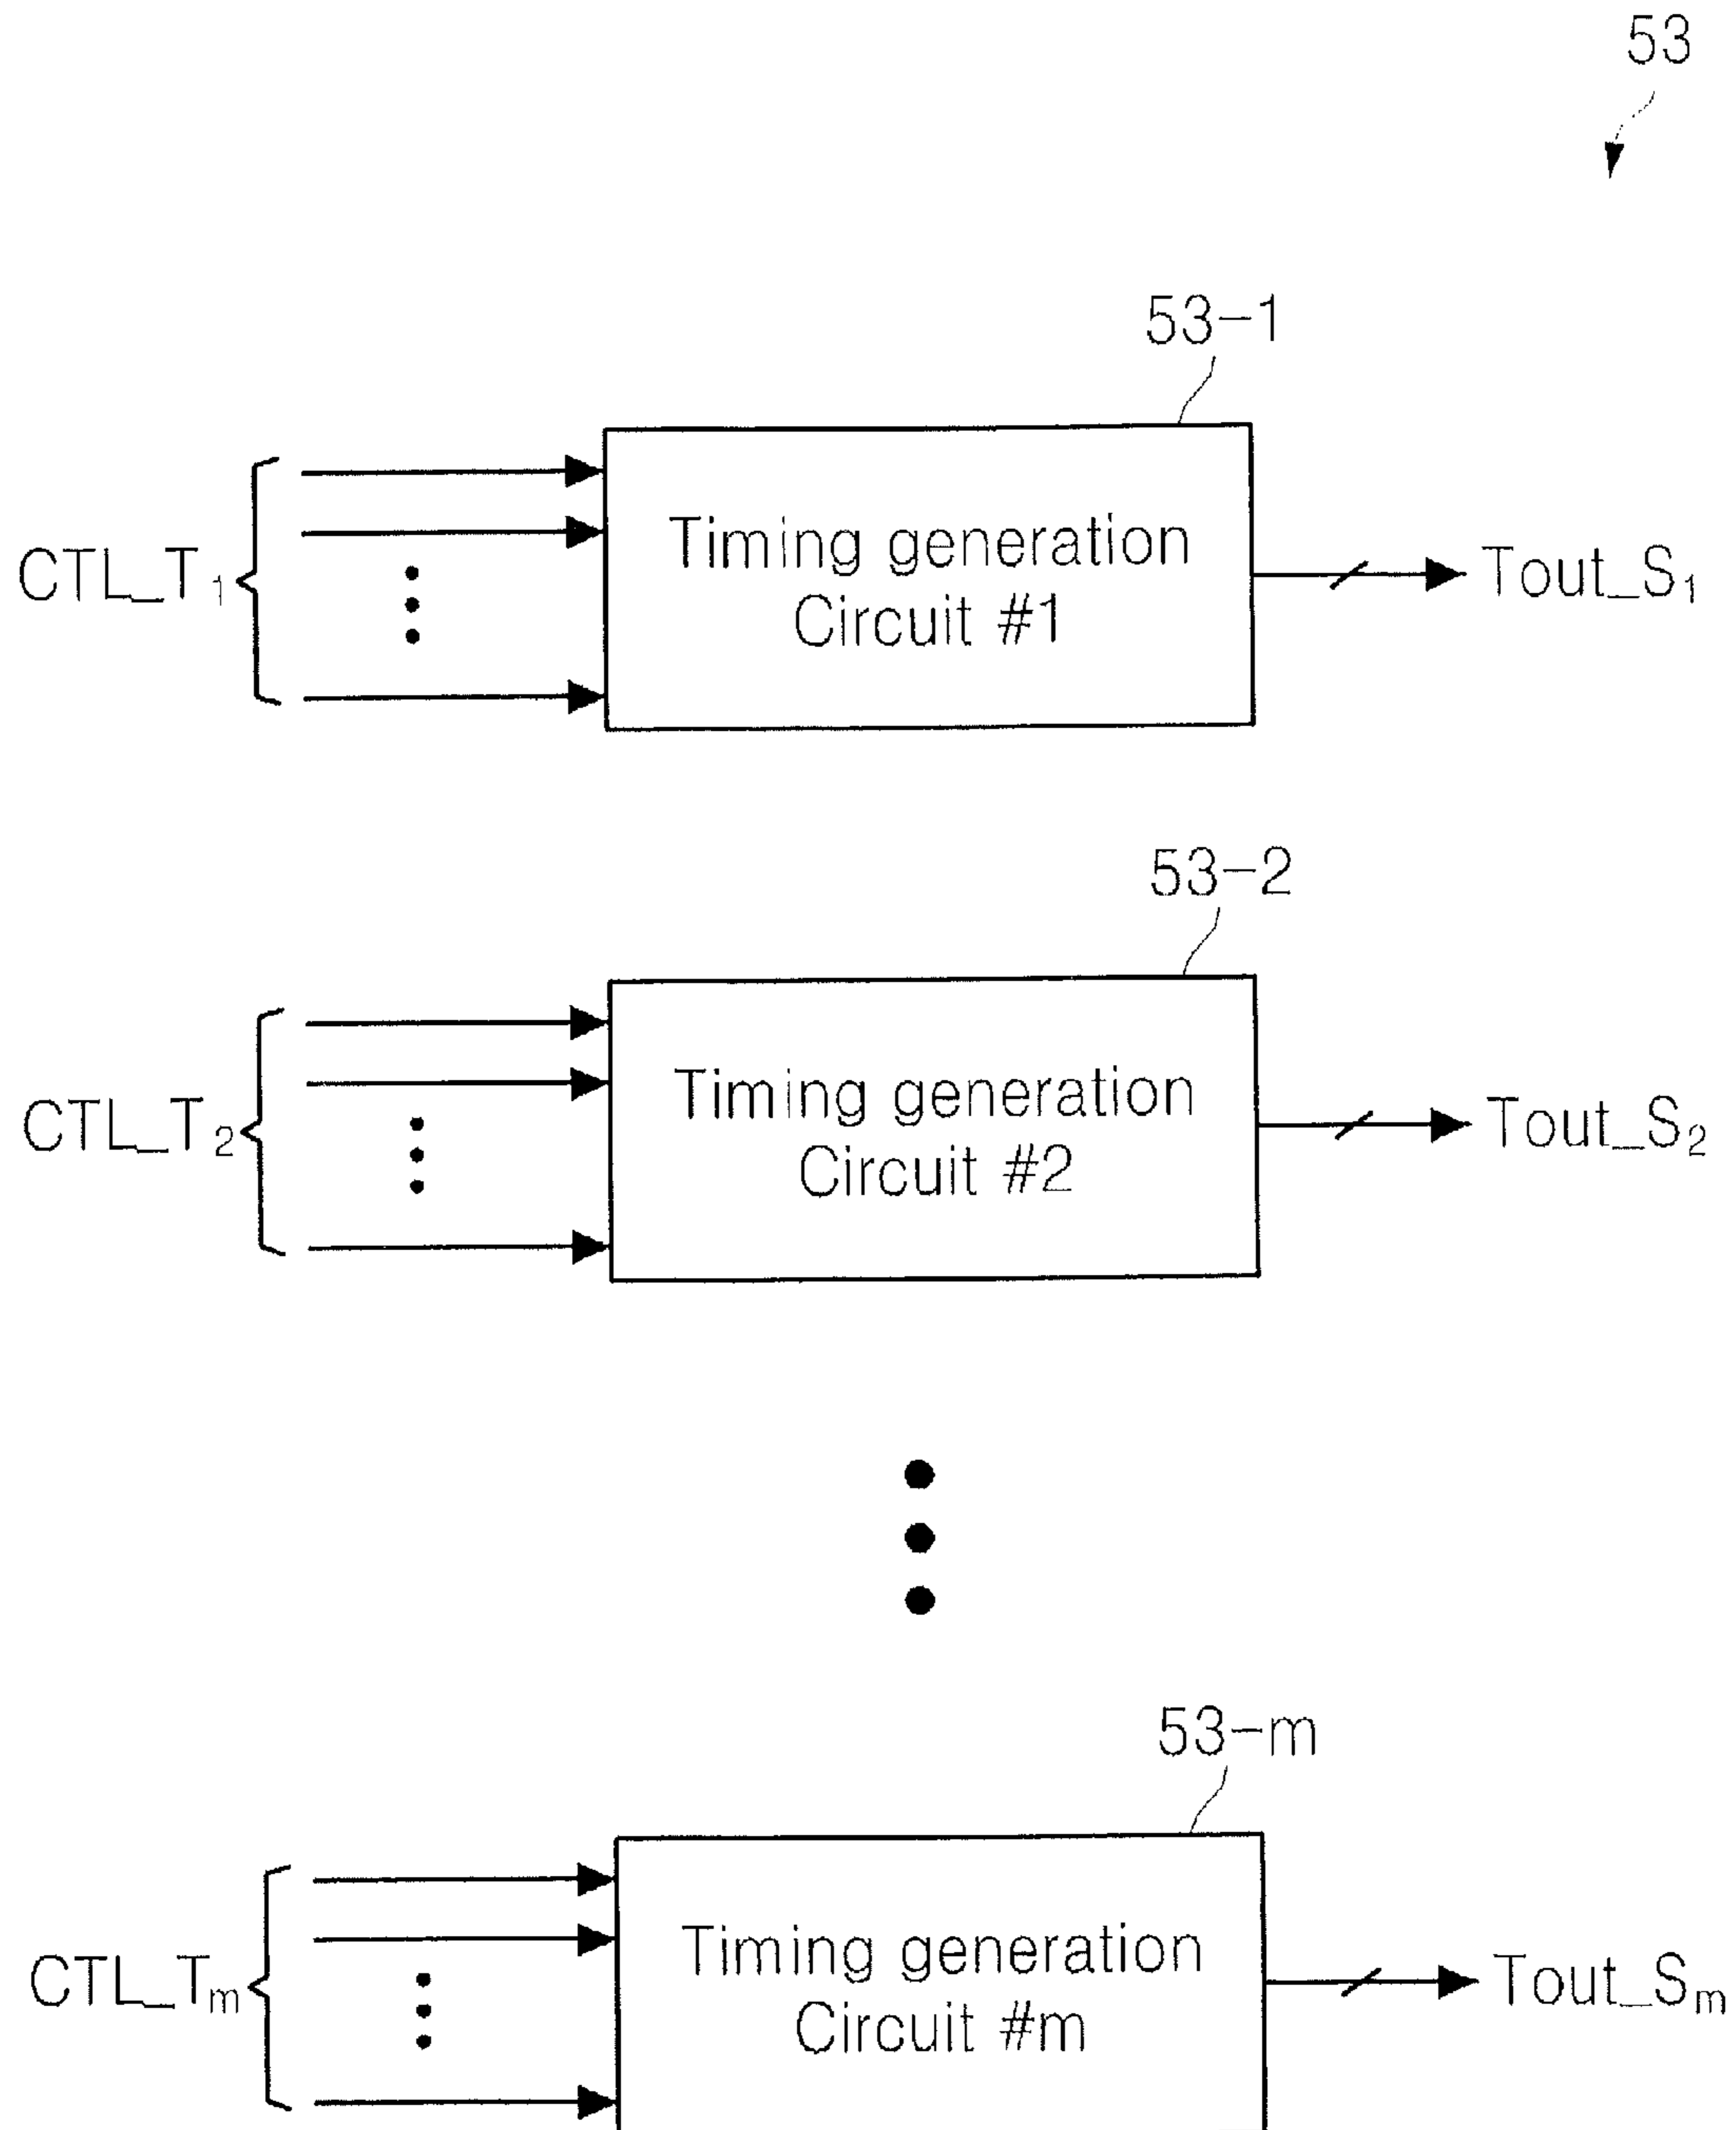 53
53-1
CTL_T1
Timing generation
Circuit #1
Tout_S1
53-2
CTL_T2
Timing generation
Circuit #2
Tout_S2
53-m
CTL_Tm
Timing generation
Circuit #m
Tout_Sm